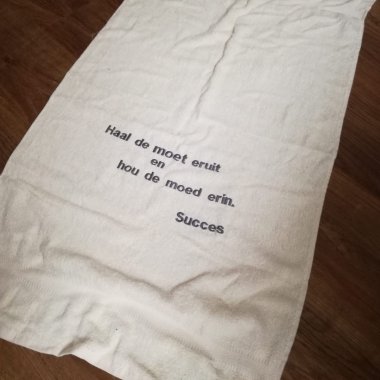 Haal de moet eruit
en
hou de moed erin.
Succes